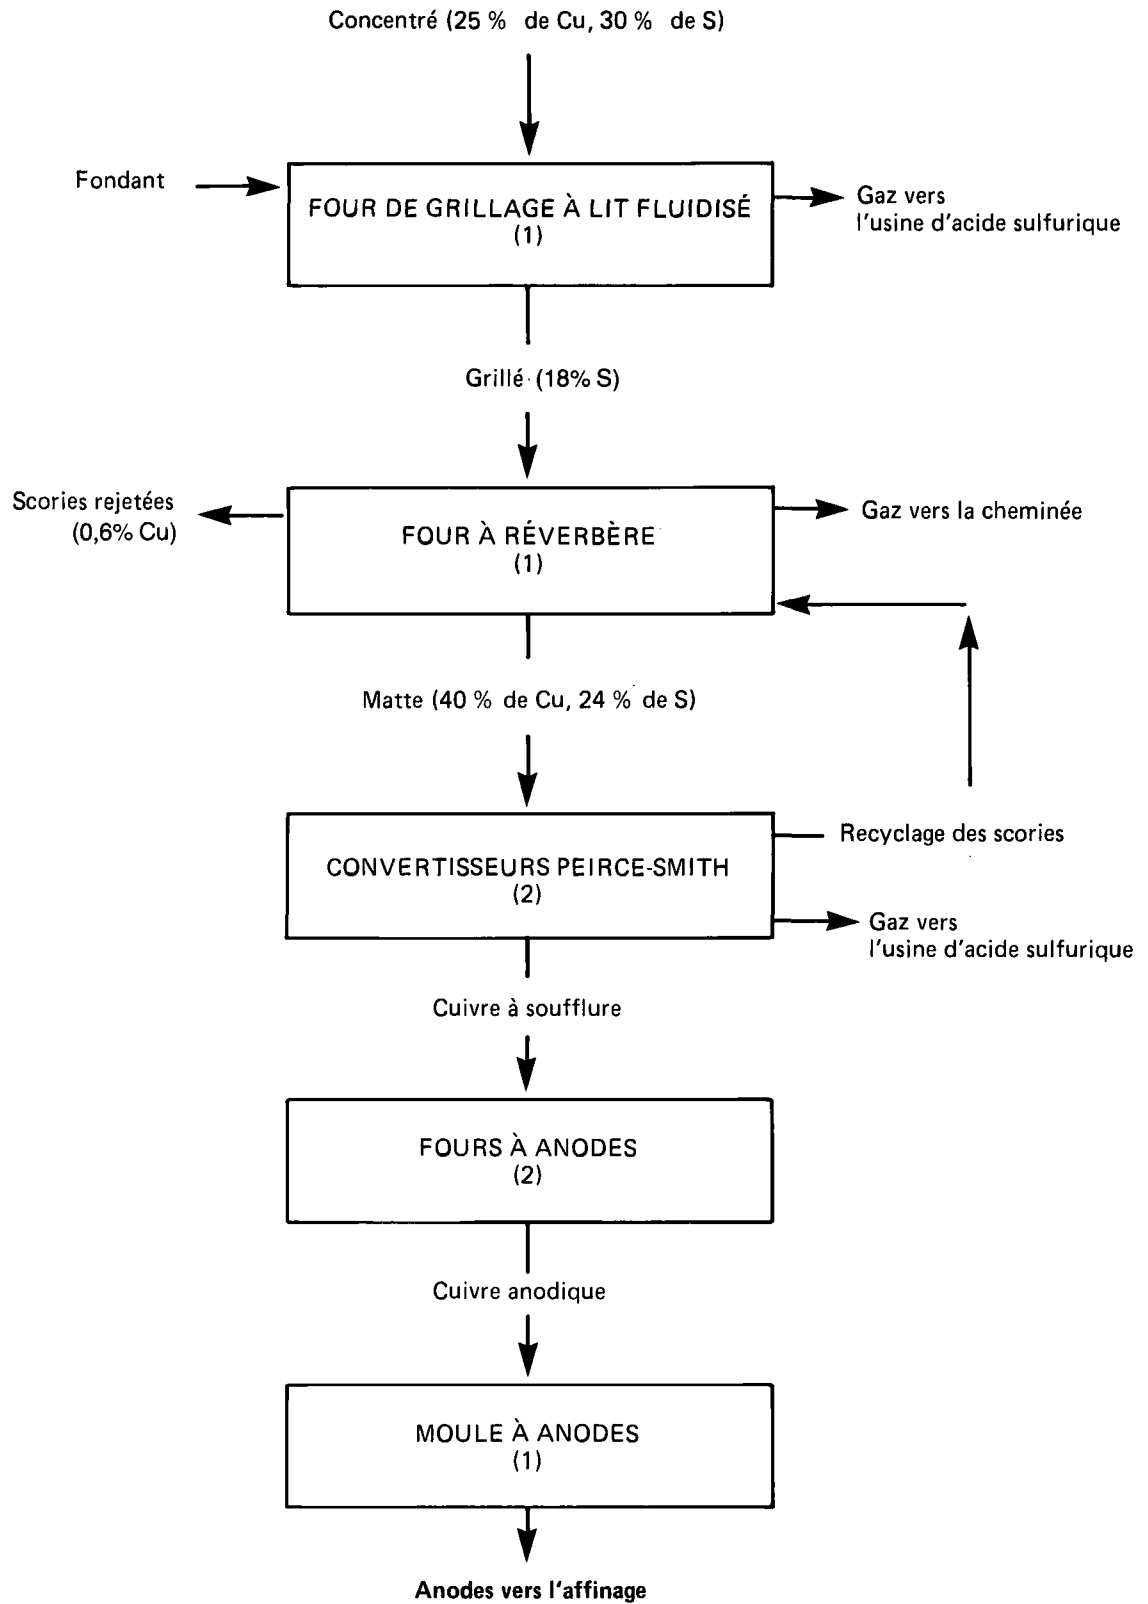 Concentré (25 % de Cu, 30 % de S)
Fondant
FOUR DE GRILLAGE À LIT FLUIDISÉ
(1)
Gaz vers
l'usine d'acide sulfurique
Grillé (18% S)
Scories rejetées
(0,6% Cu)
FOUR À RÉVERBÈRE
(1)
Gaz vers la cheminée
Matte (40 % de Cu, 24 % de S)
CONVERTISSEURS PEIRCE-SMITH
(2)
Recyclage des scories
Gaz vers
l'usine d'acide sulfurique
Cuivre à soufflure
FOURS À ANODES
(2)
Cuivre anodique
MOULE À ANODES
(1)
Anodes vers l'affinage